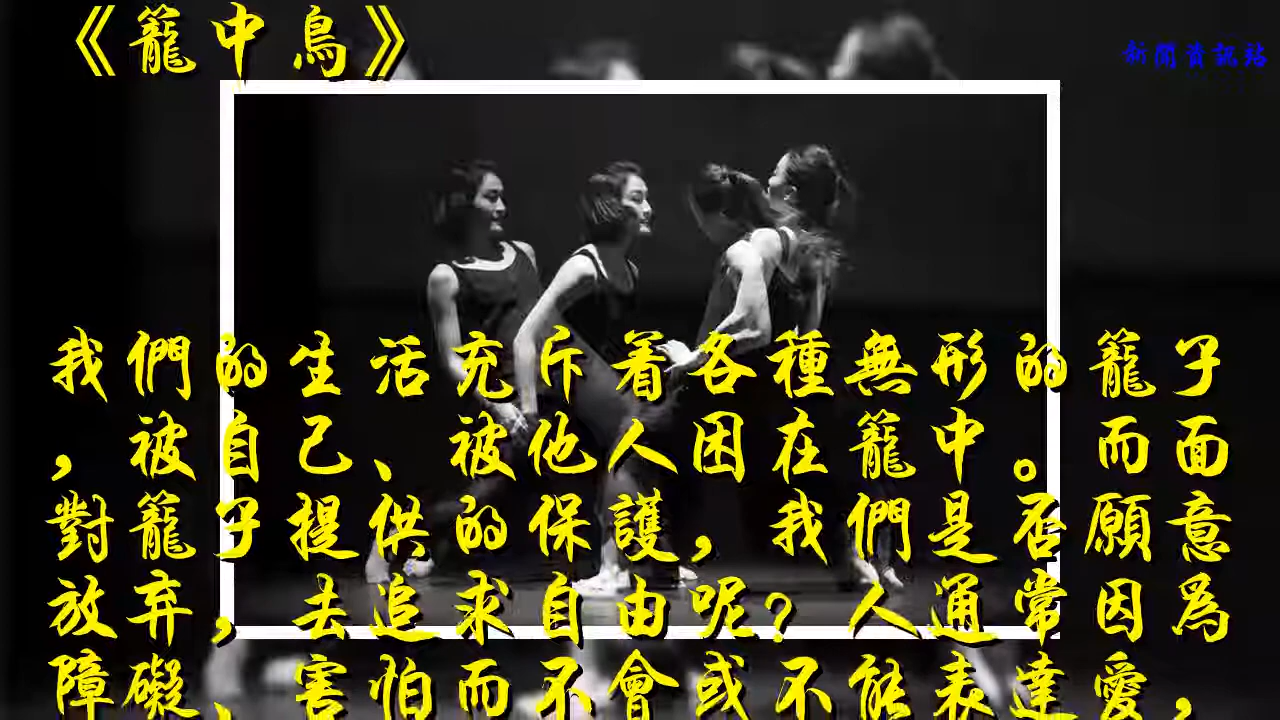 《籠中鳥》
新聞資訊站
我們的生活充斥着各種無形的籠子
，被自己、被他人困在籠中。而面
對籠子提供的保護，我們是否願意
放弃，去追求自由呢？人通常因爲
障礙、害怕而不會或不能表達愛，